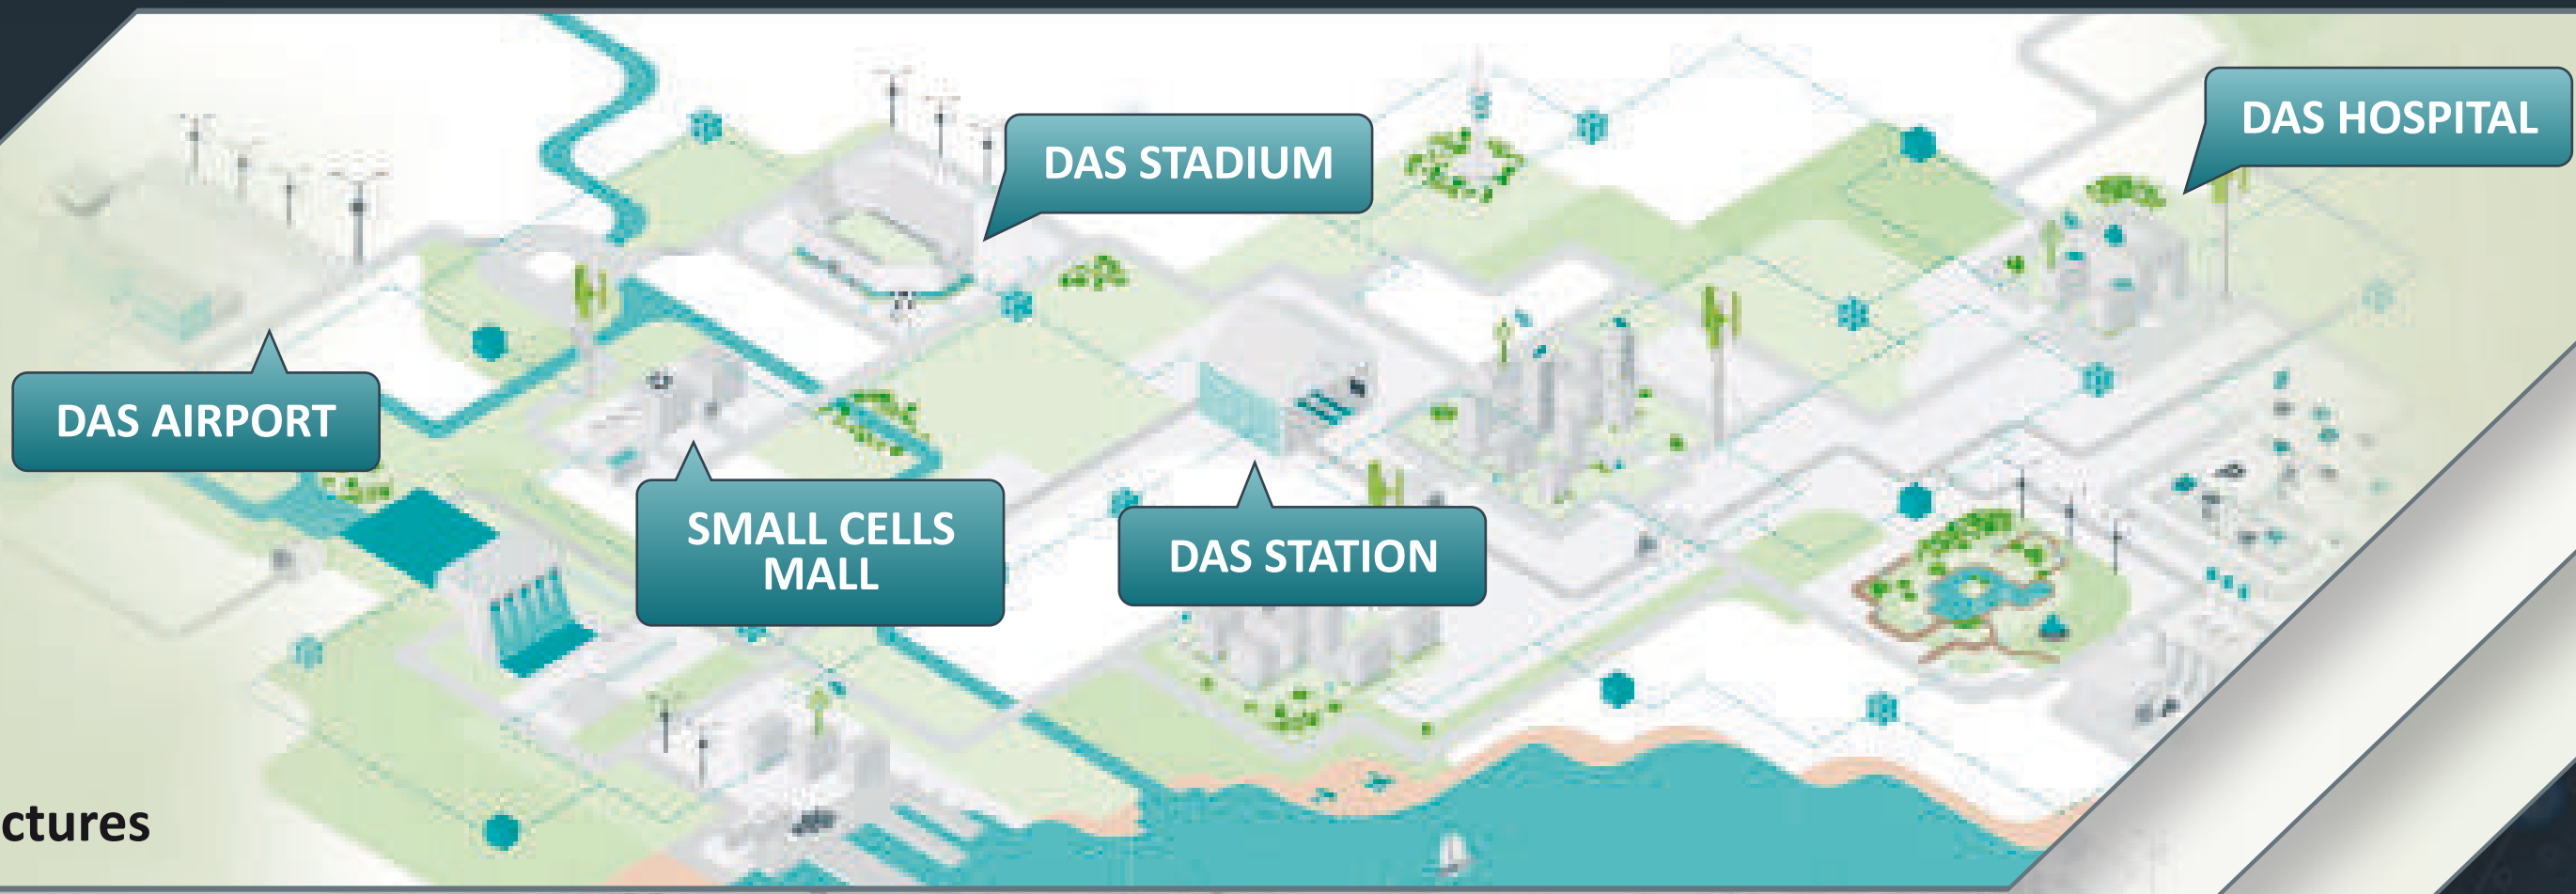 DAS HOSPITAL
DAS STADIUM
DAS AIRPORT
SMALL CELLS
MALL
DAS STATION
ctures